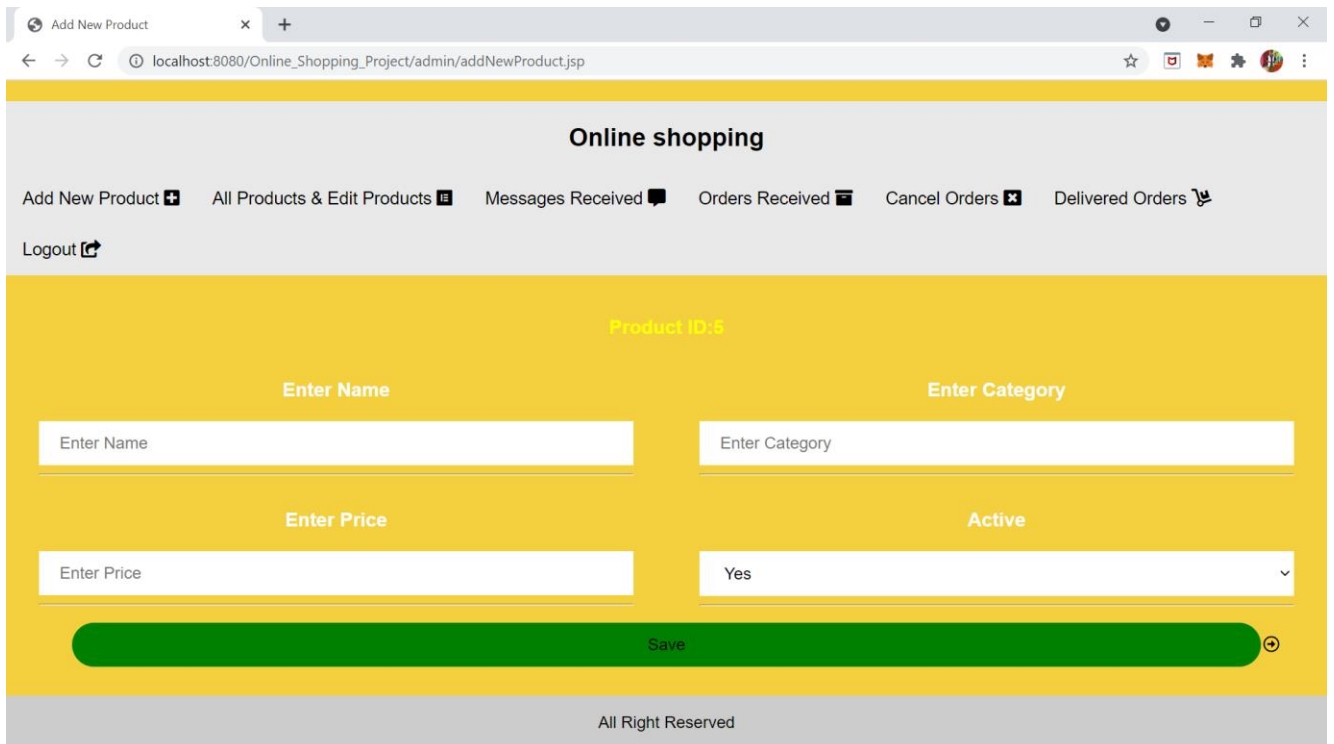 Add New Product
localhost:8080/Online_Shopping_Project/admin/addNewProduct.jsp
Online shopping
Add New Product All Products & Edit Products Messages Received Orders Received Cancel Orders Delivered Orders
Logout
Product ID:5
Enter Name Enter Category
Enter Name Enter Category
Enter Price Active
Enter Price Yes
Save
All Right Reserved